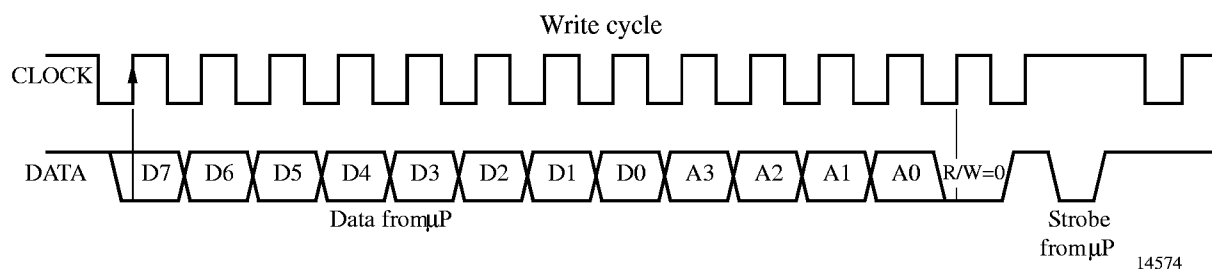 Write cycle
CLOCK
DATA D7 D6 D5 D4 D3 D2 D1 D0 A3 A2 A1 A0 R/W=0
Data fromμP
Strobe
fromμP
14574